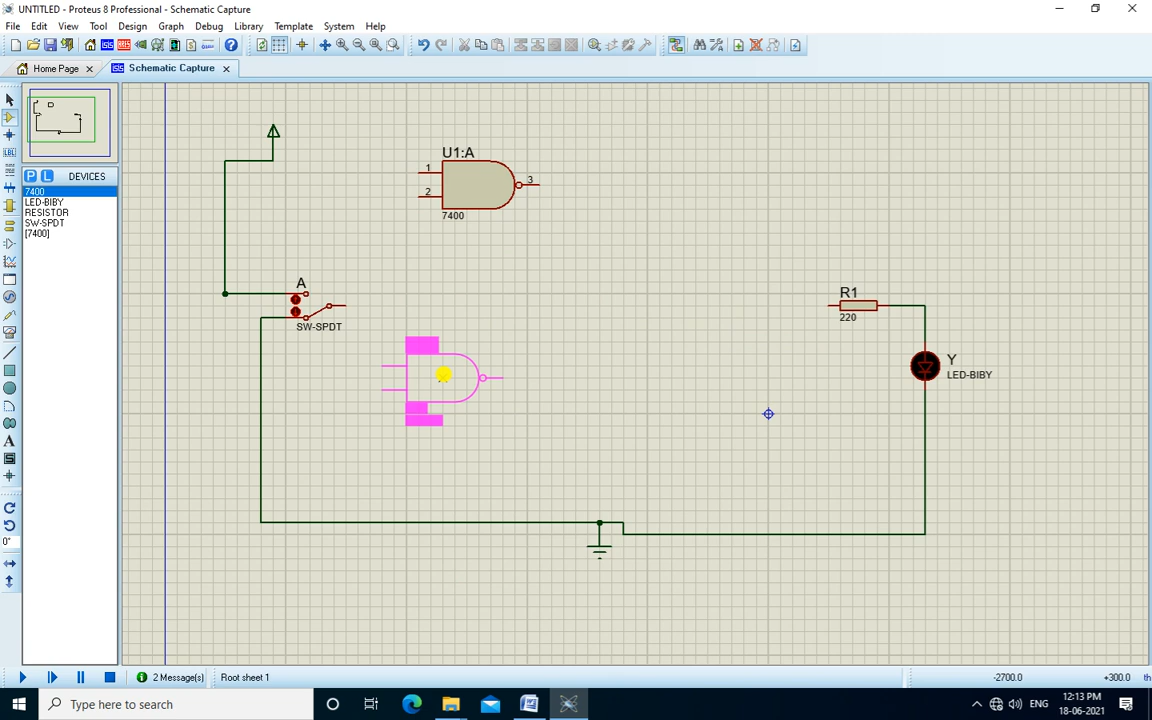 UNTITLED - Proteus 8 Professional - Schematic Capture
File Edit View Tool Design Graph Debug Library Template System Help
Home Page Schematic Capture
P L DEVICES
7400
LED-BIBY
RESISTOR
SW-SPDT
[7400]
LBL
A
0°
U1:A
1
2
3
7400
A
SW-SPDT
R1
220
Y
LED-BIBY
2 Message(s) Root sheet 1 -2700.0 +300.0 th
Type here to search
ENG
12:13 PM
18-06-2021